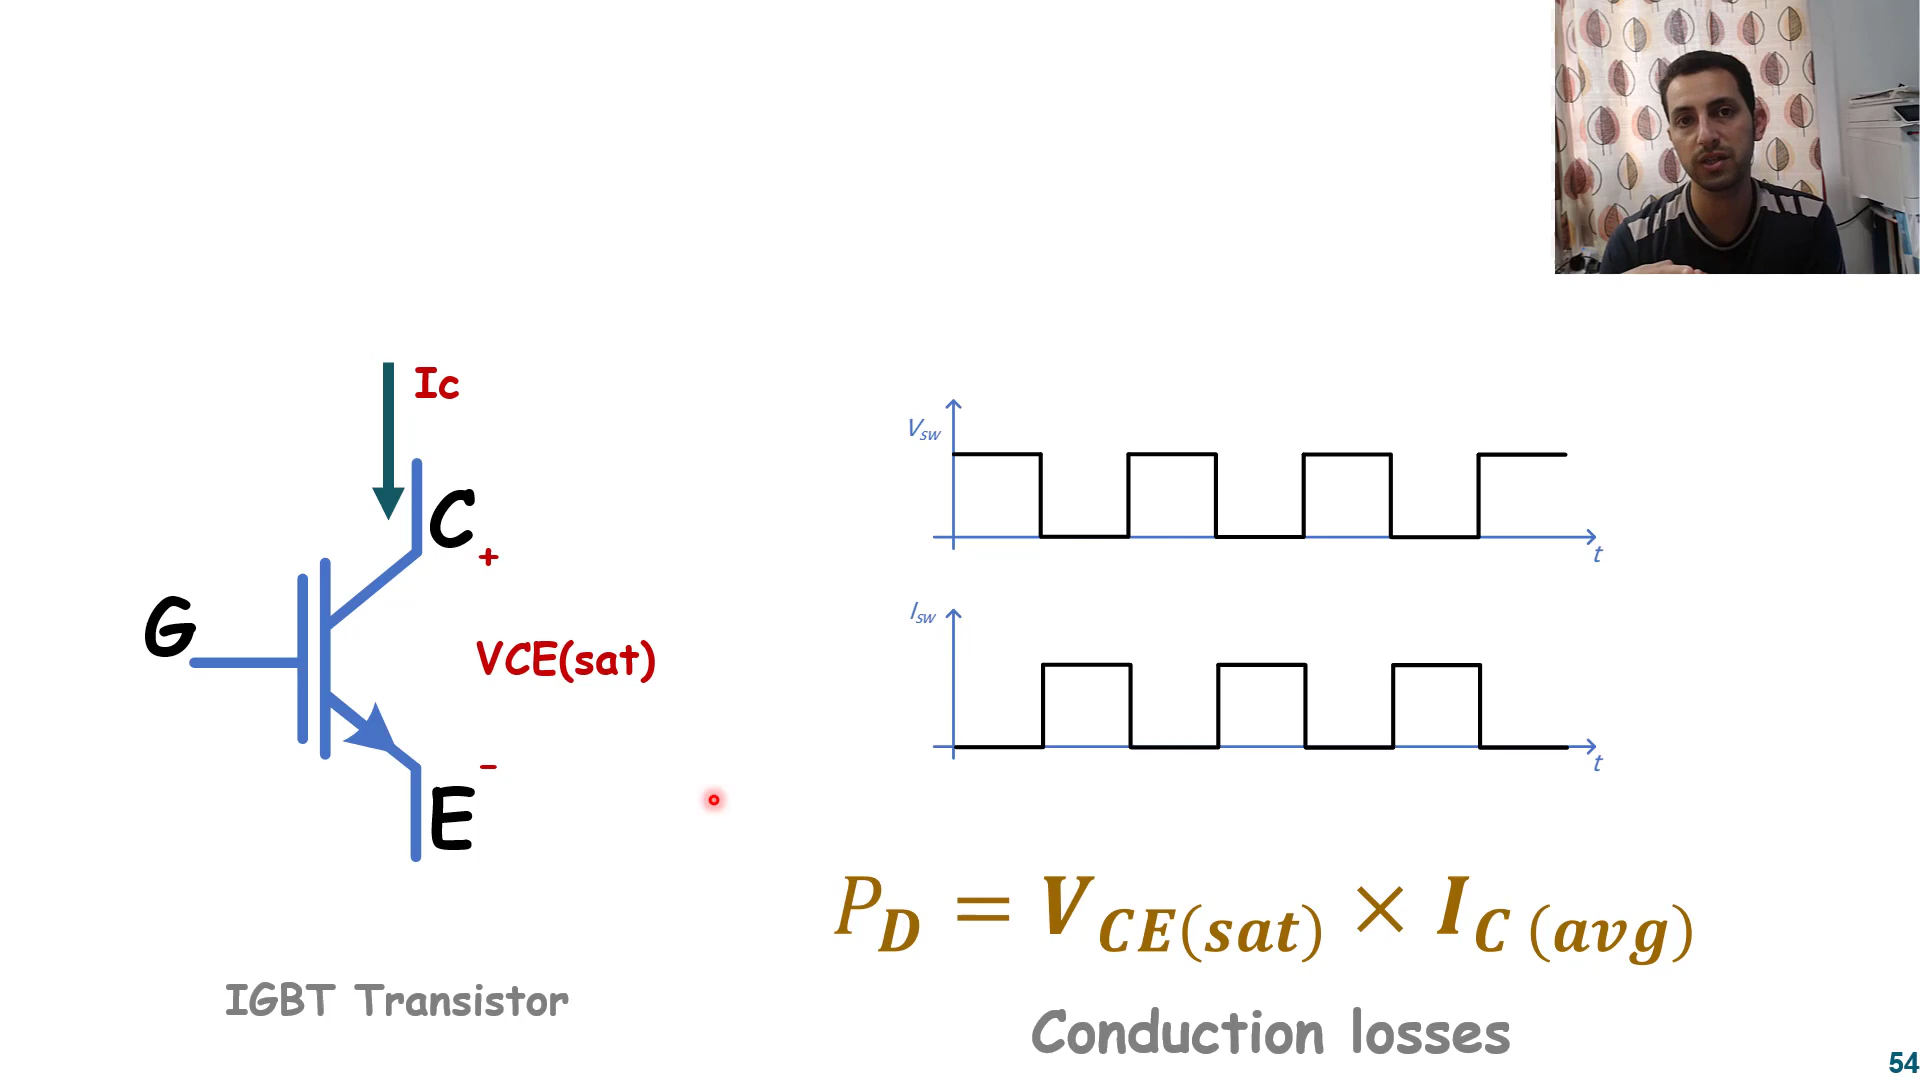 Ic
C
+
G
VCE(sat)
-
E
IGBT Transistor
V_SW
t
I_SW
t
P_D = V_CE(sat) × I_C (avg)
Conduction losses
54